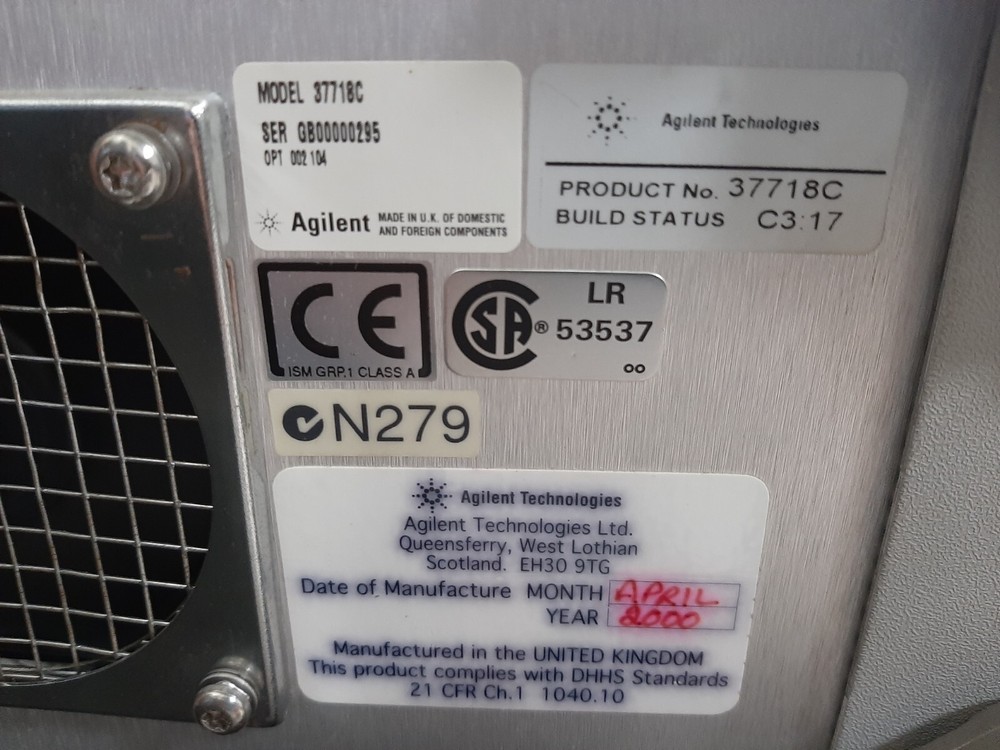 MODEL 37718C
SER GB00000295
OPT 002 104
Agilent MADE IN U.K. OF DOMESTIC
AND FOREIGN COMPONENTS
Agilent Technologies
PRODUCT No. 37718C
BUILD STATUS C3:17
CE
ISM GRP.1 CLASS A
SA® LR
53537
oo
N279
Agilent Technologies
Agilent Technologies Ltd.
Queensferry, West Lothian
Scotland. EH30 9TG
Date of Manufacture MONTH APRIL
YEAR 2000
Manufactured in the UNITED KINGDOM
This product complies with DHHS Standards
21 CFR Ch.1 1040.10